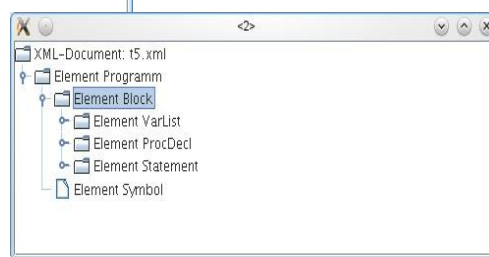 <2>
XML-Document: t5.xml
Element Programm
Element Block
Element VarList
Element ProcDecl
Element Statement
Element Symbol